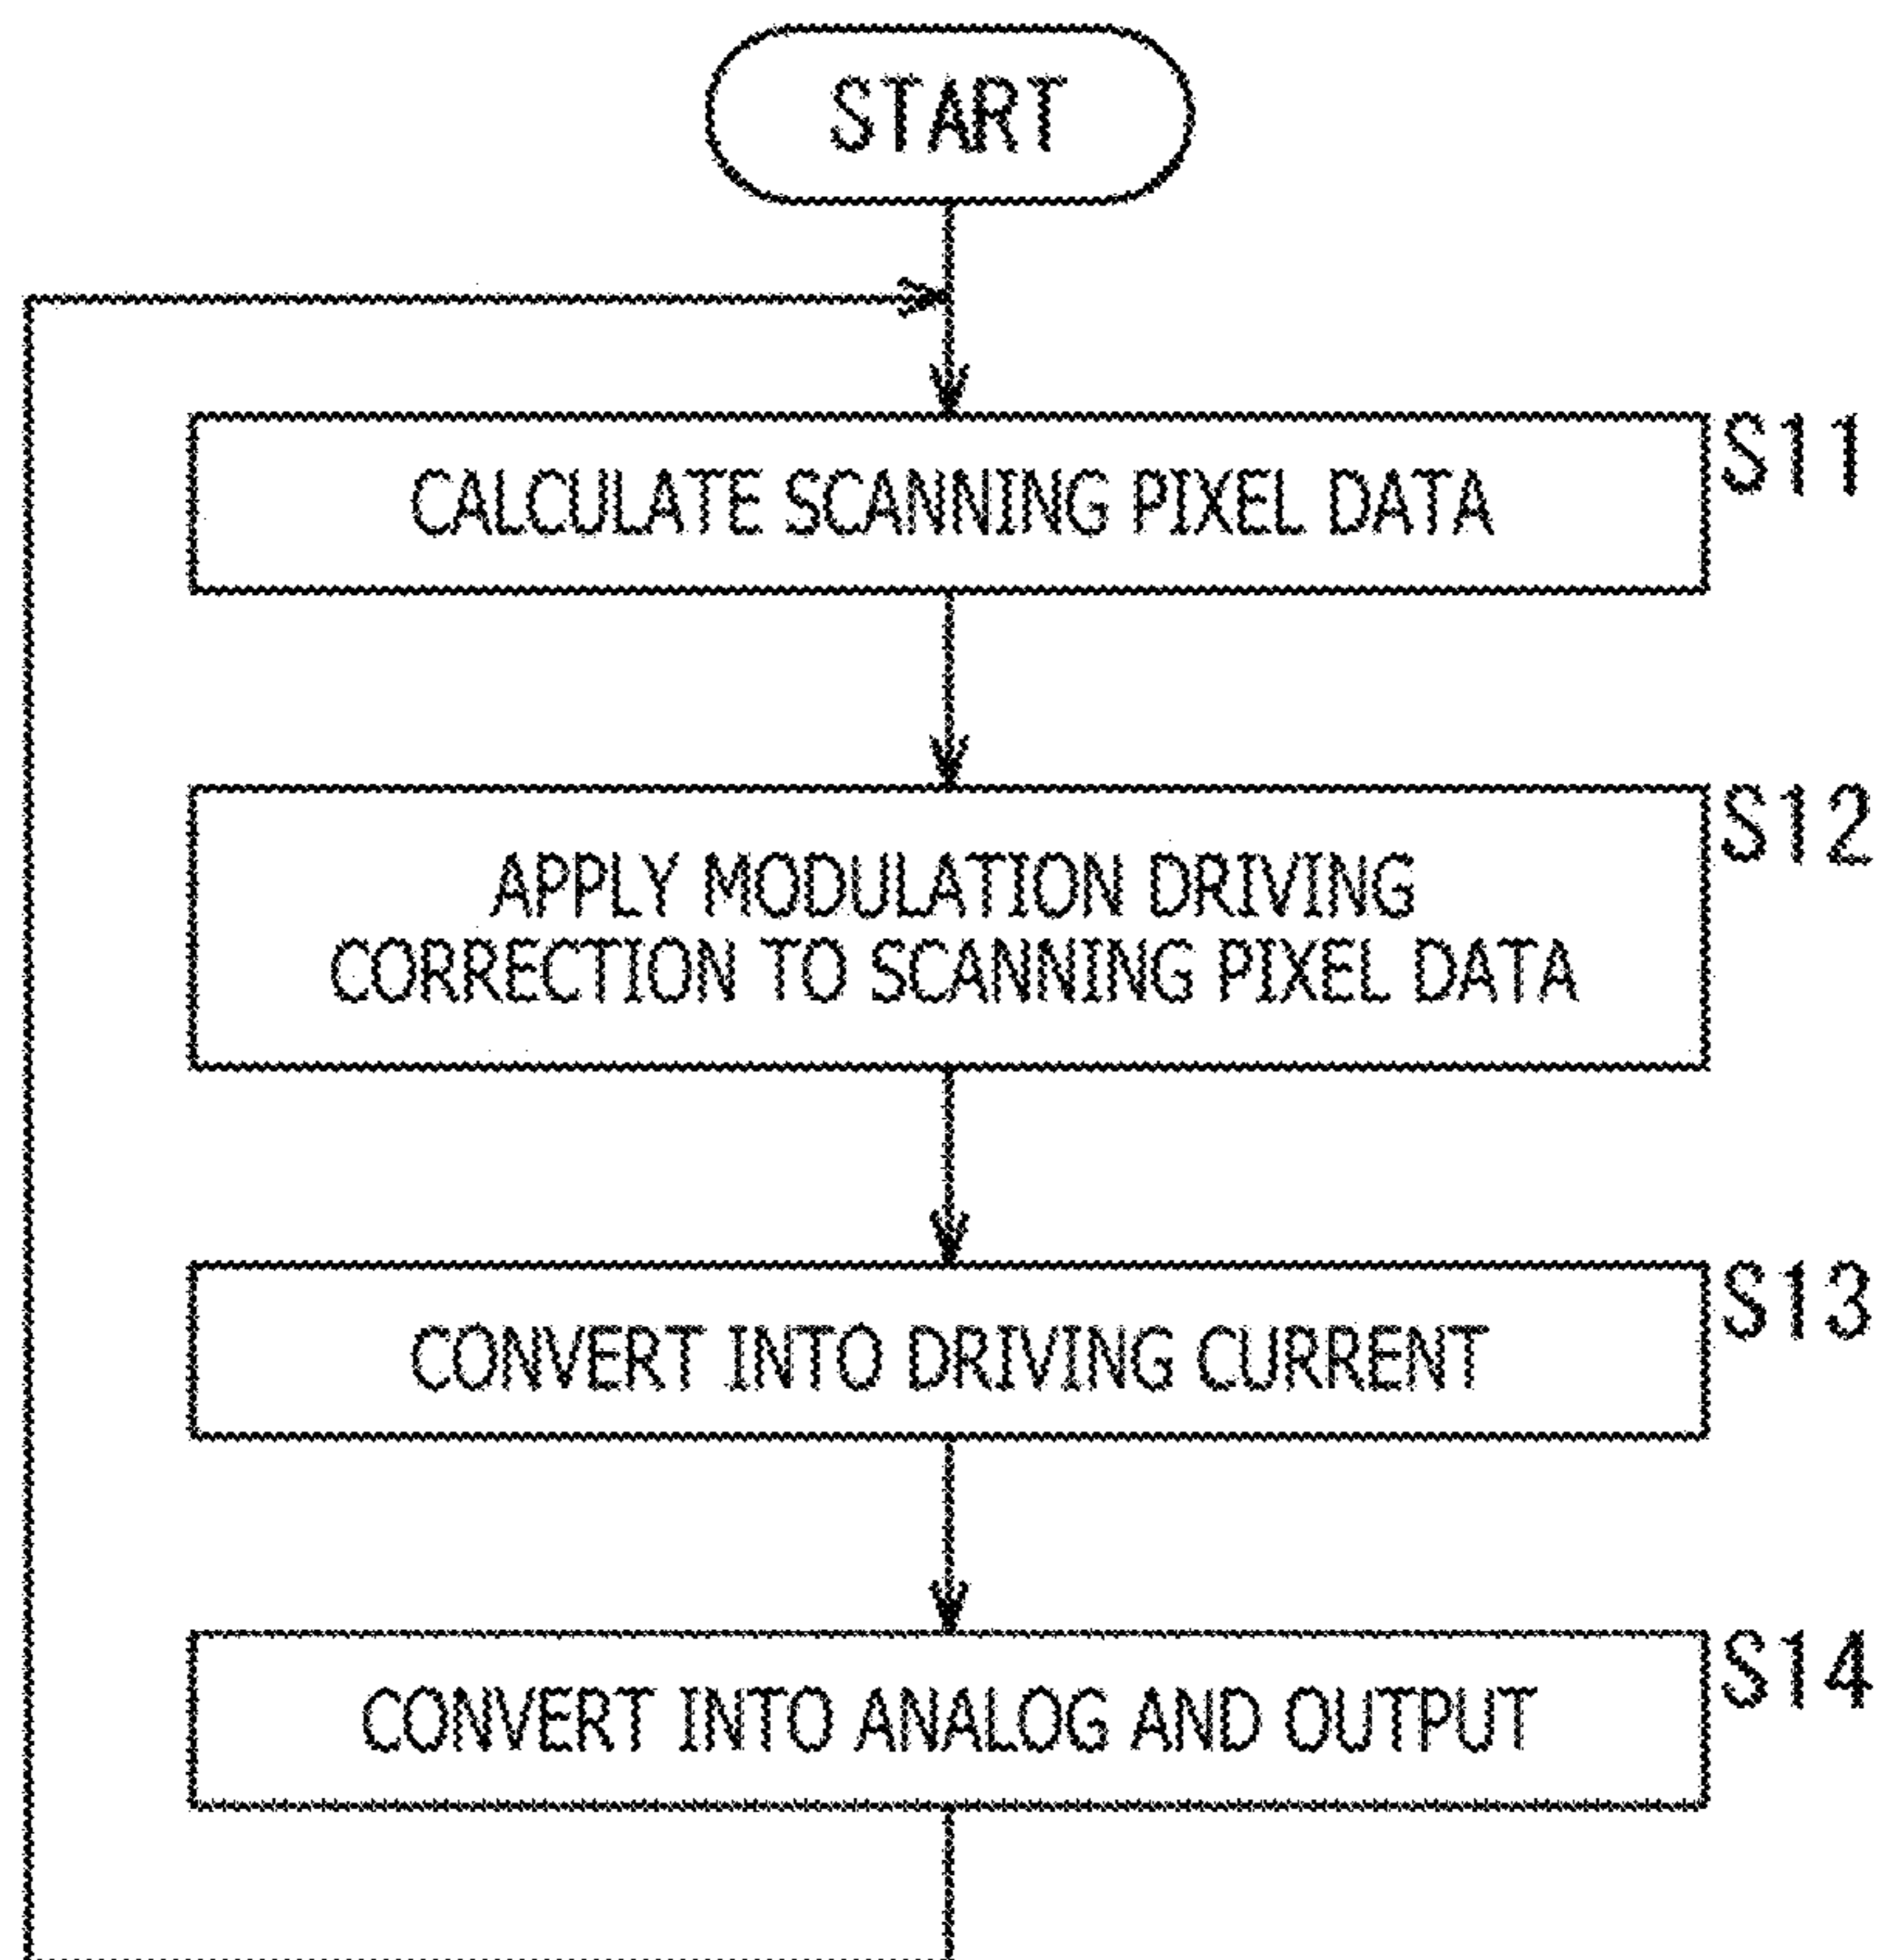 START
CALCULATE SCANNING PIXEL DATA
S11
APPLY MODULATION DRIVING
CORRECTION TO SCANNING PIXEL DATA
S12
CONVERT INTO DRIVING CURRENT
S13
CONVERT INTO ANALOG AND OUTPUT
S14